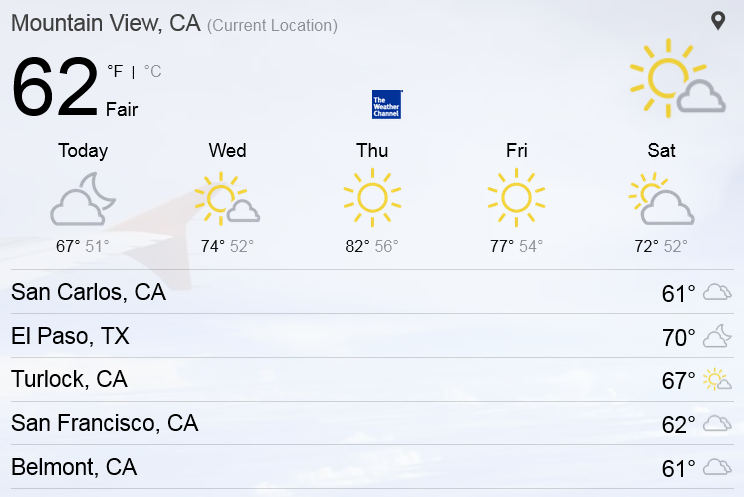 Mountain View, CA (Current Location)
62 °F | °C
Fair
The
Weather
Channel
Today Wed Thu Fri Sat
67° 51° 74° 52° 82° 56° 77° 54° 72° 52°
San Carlos, CA 61°
El Paso, TX 70°
Turlock, CA 67°
San Francisco, CA 62°
Belmont, CA 61°